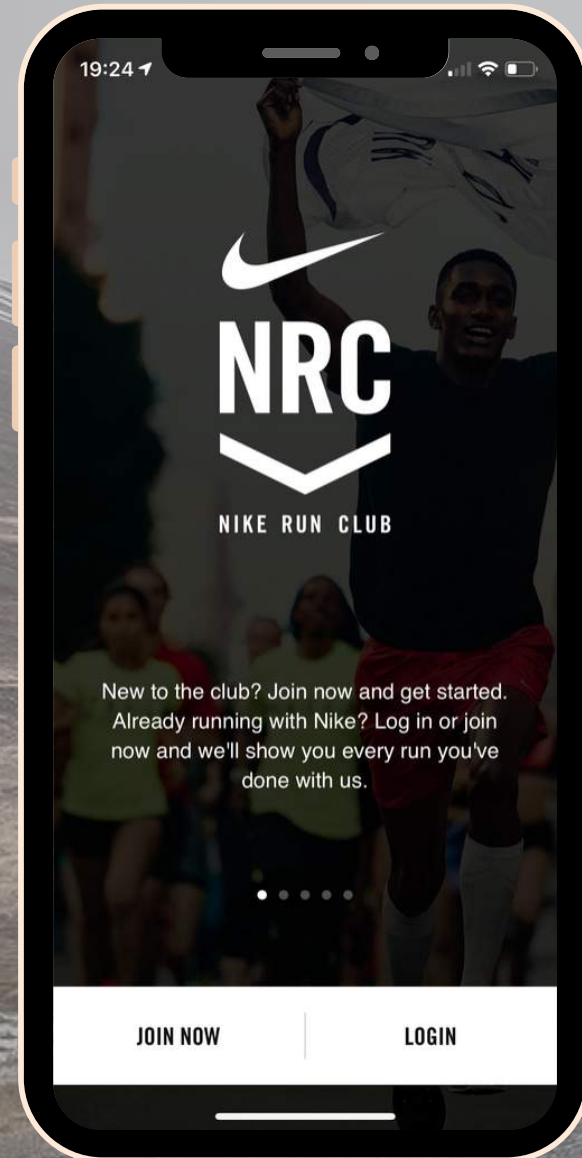 19:24
NRC
NIKE RUN CLUB
New to the club? Join now and get started.
Already running with Nike? Log in or join
now and we'll show you every run you've
done with us.
JOIN NOW
LOGIN